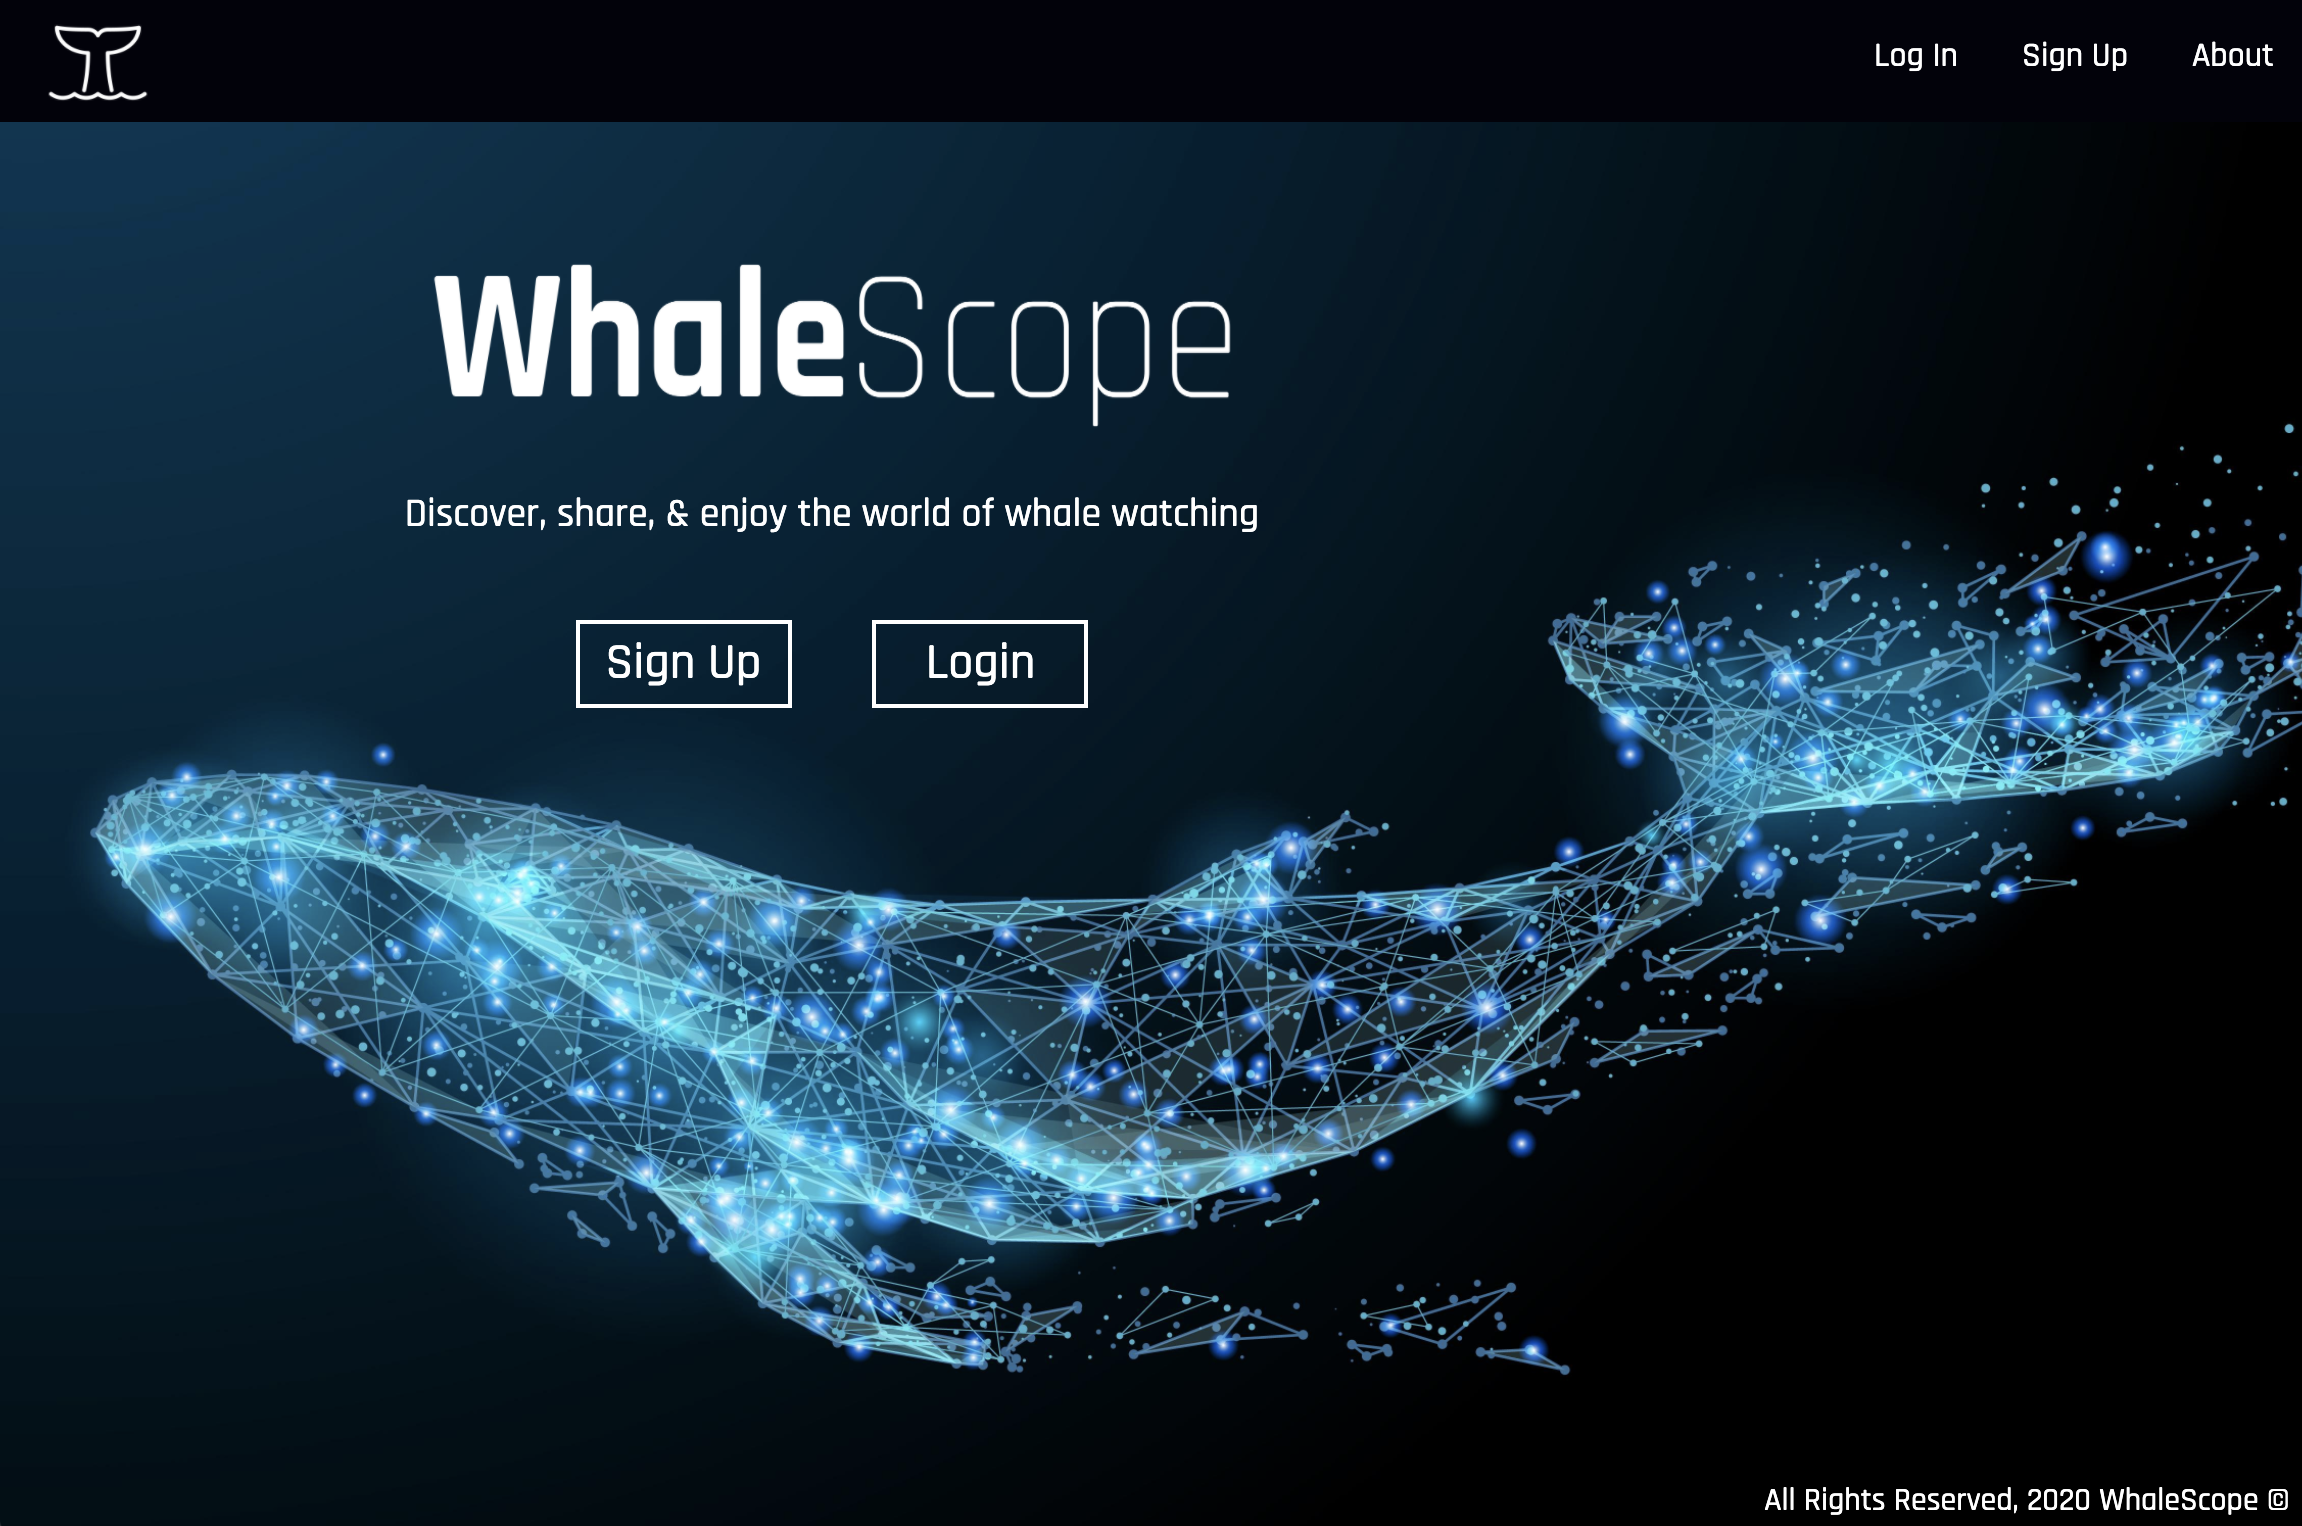 Log In Sign Up About
WhaleScope
Discover, share, & enjoy the world of whale watching
Sign Up Login
All Rights Reserved, 2020 WhaleScope ©